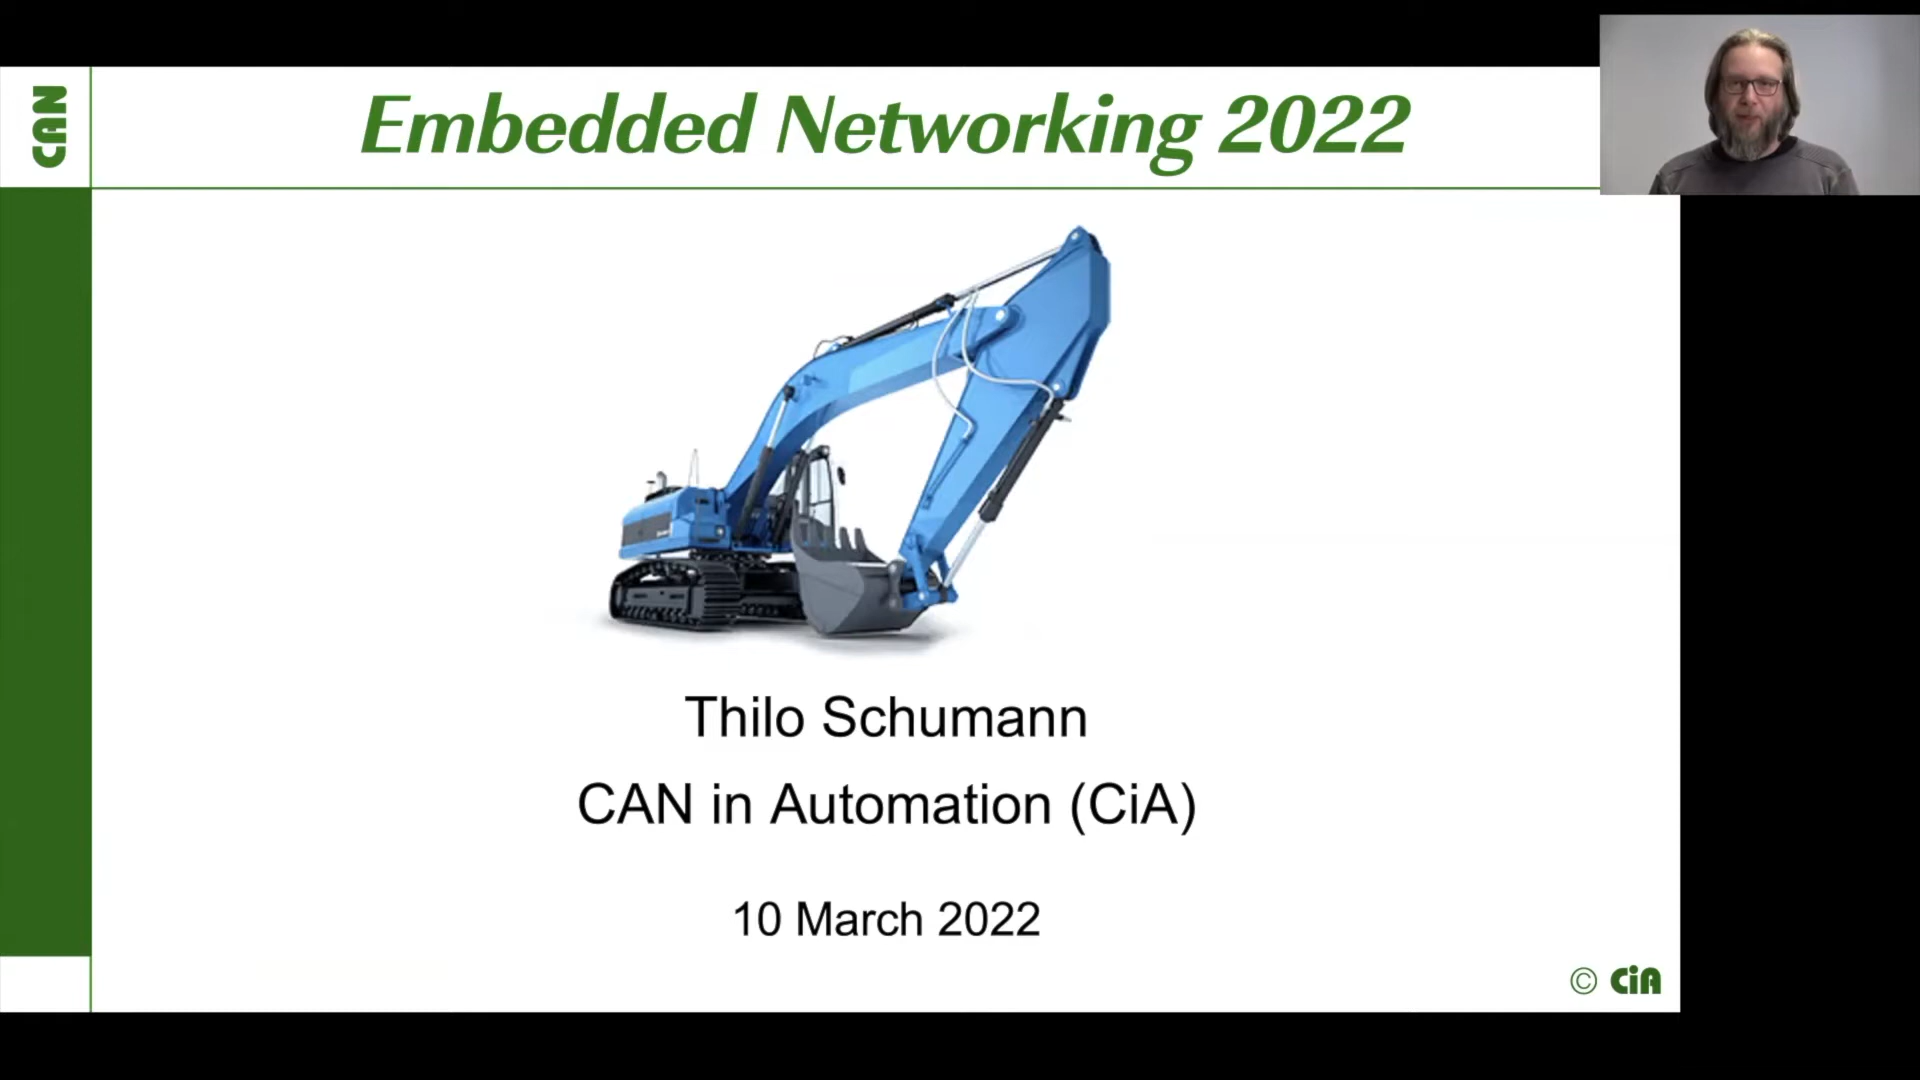 CAN
Embedded Networking 2022
Thilo Schumann
CAN in Automation (CiA)
10 March 2022
© CiA